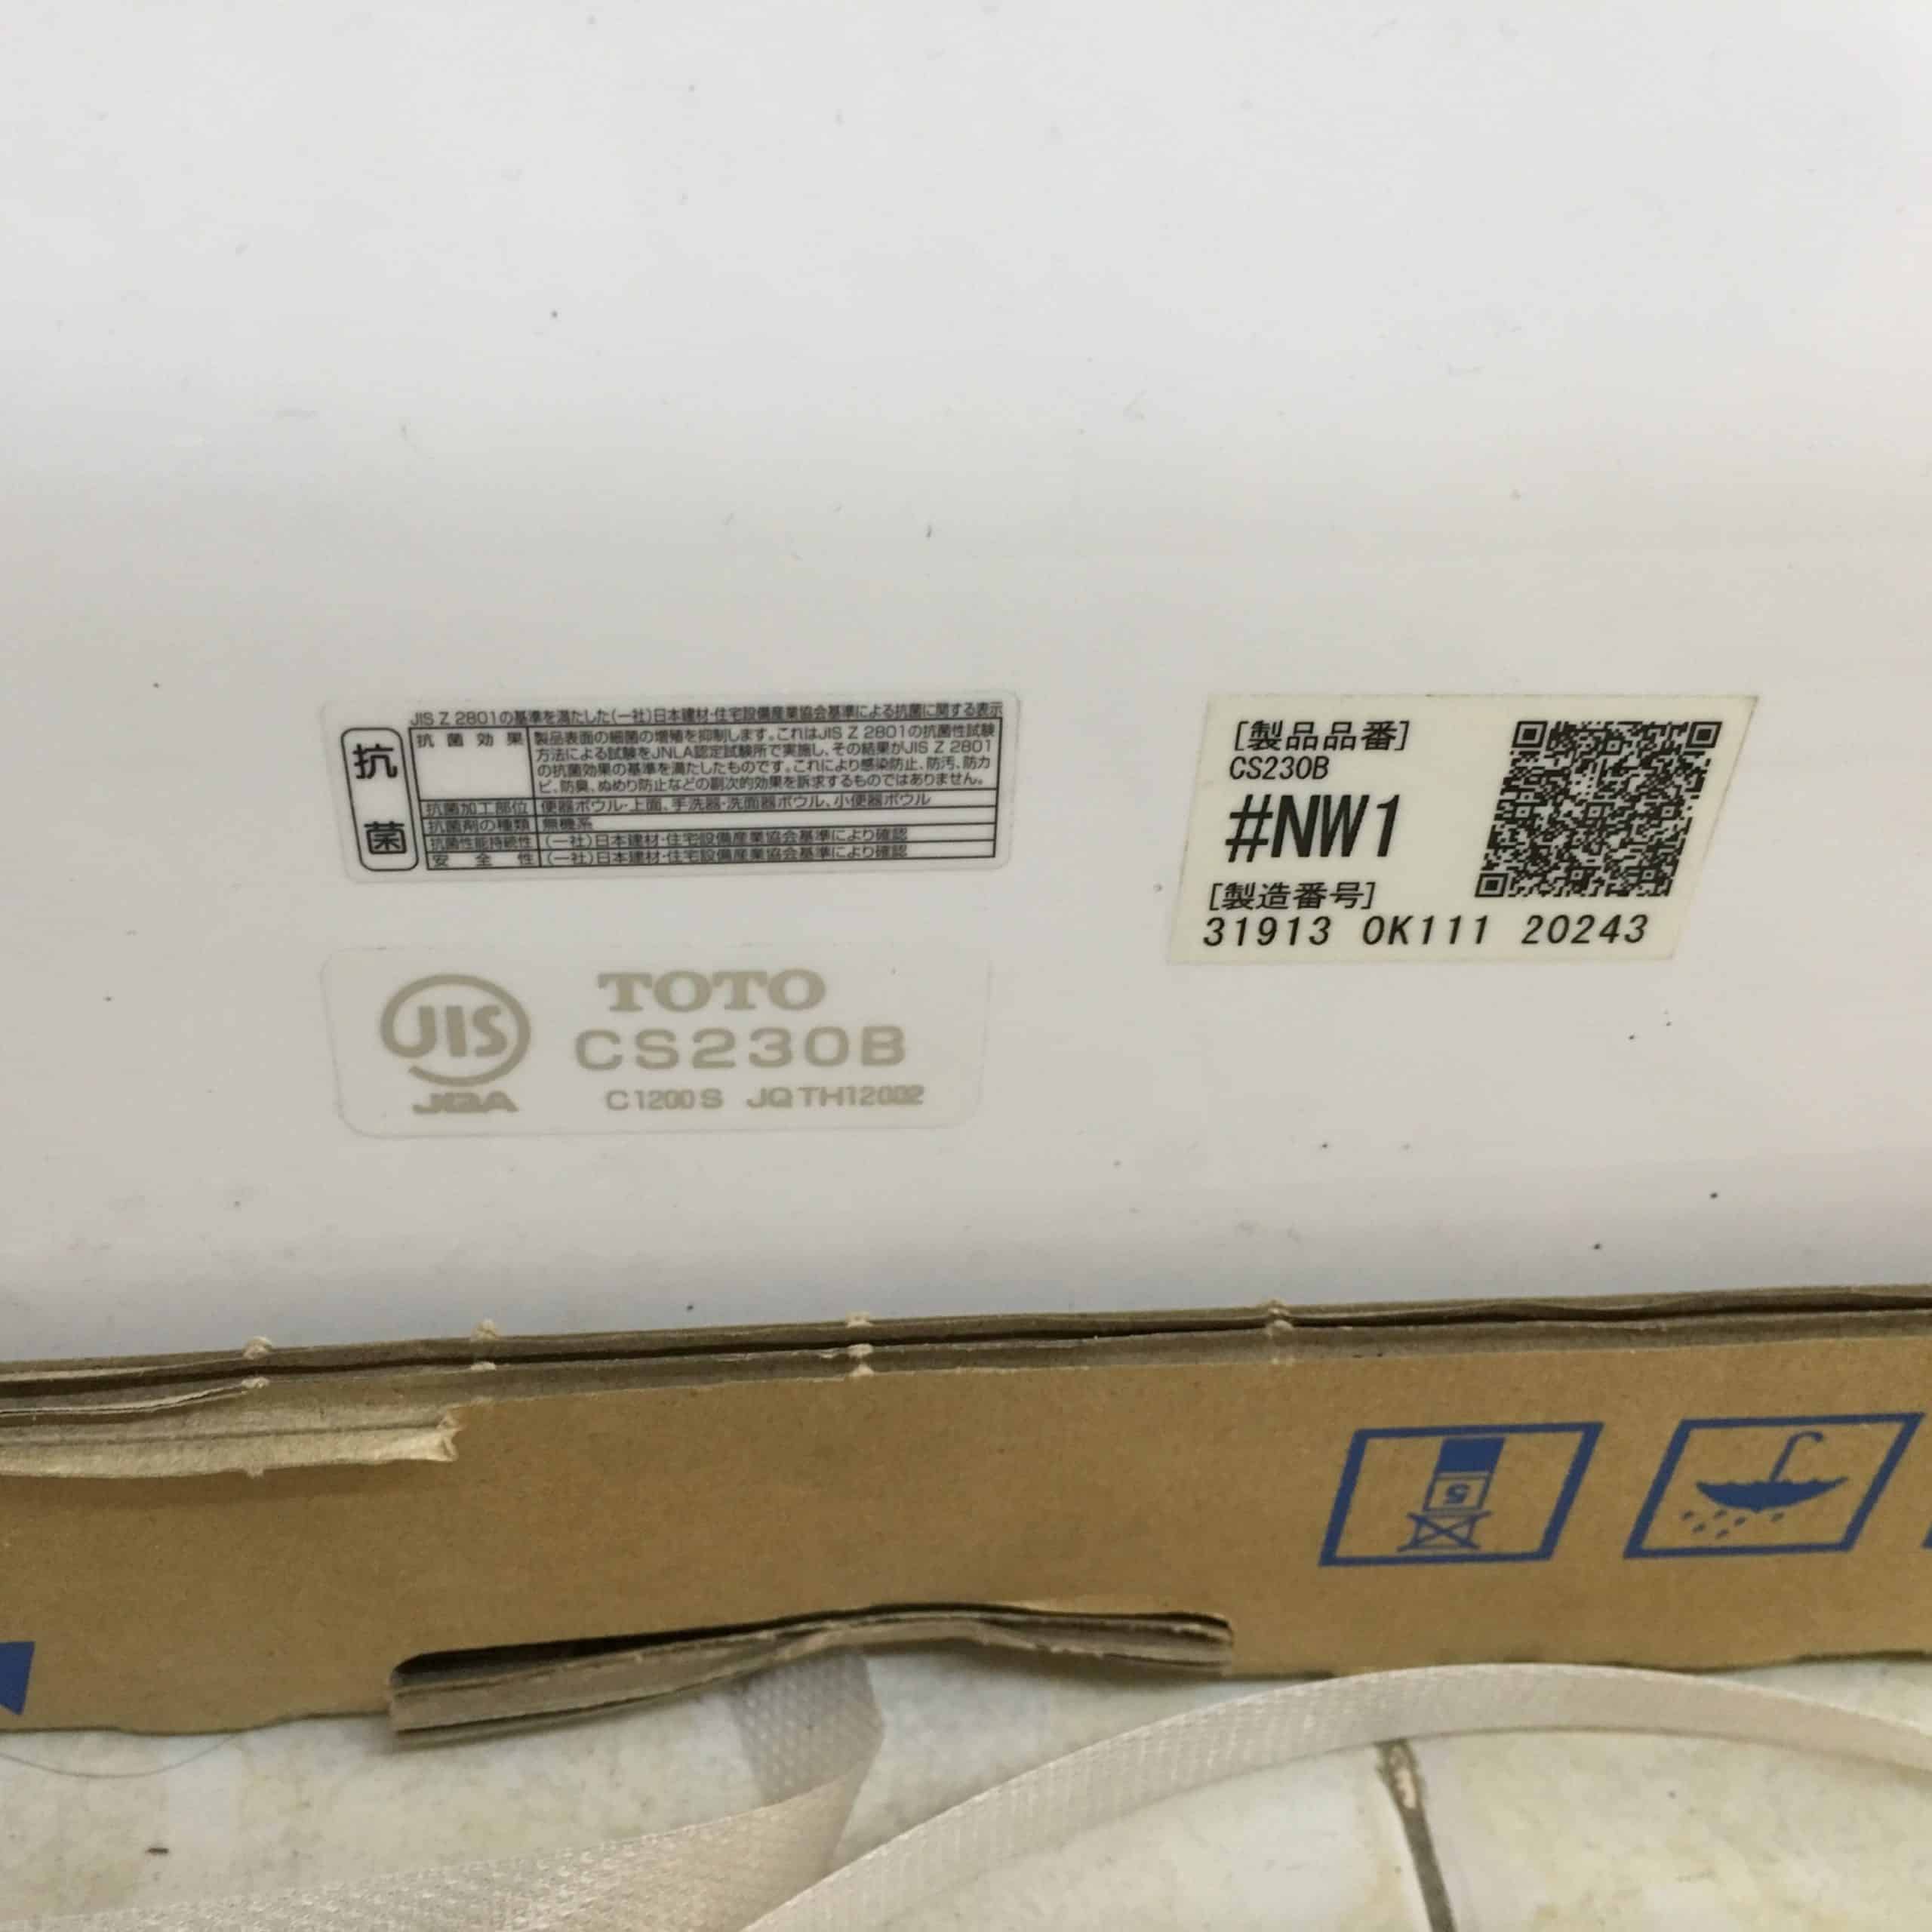 JIS Z 2801の基準を満たした(一社)日本建材・住宅設備産業協会基準による抗菌に関する表示
抗菌
抗菌効果 製品表面の細菌の増殖を抑制します。これはJIS Z 2801の抗菌性試験
方法による試験をJNLA認定試験所で実施し、その結果がJIS Z 2801
の抗菌効果の基準を満たしたものです。これにより感染防止、防汚、防カ
ビ、防臭、ぬめり防止などの副次的効果を訴求するものではありません。
抗菌加工部位 便器ボウル・上面、手洗器・洗面器ボウル、小便器ボウル
抗菌剤の種類 無機系
抗菌性能持続性 (一社)日本建材・住宅設備産業協会基準により確認
安全性 (一社)日本建材・住宅設備産業協会基準により確認
[製品品番]
CS230B
#NW1
[製造番号]
31913 0K111 20243
JIS
JQA
TOTO
CS230B
C1200S JQTH12002
5